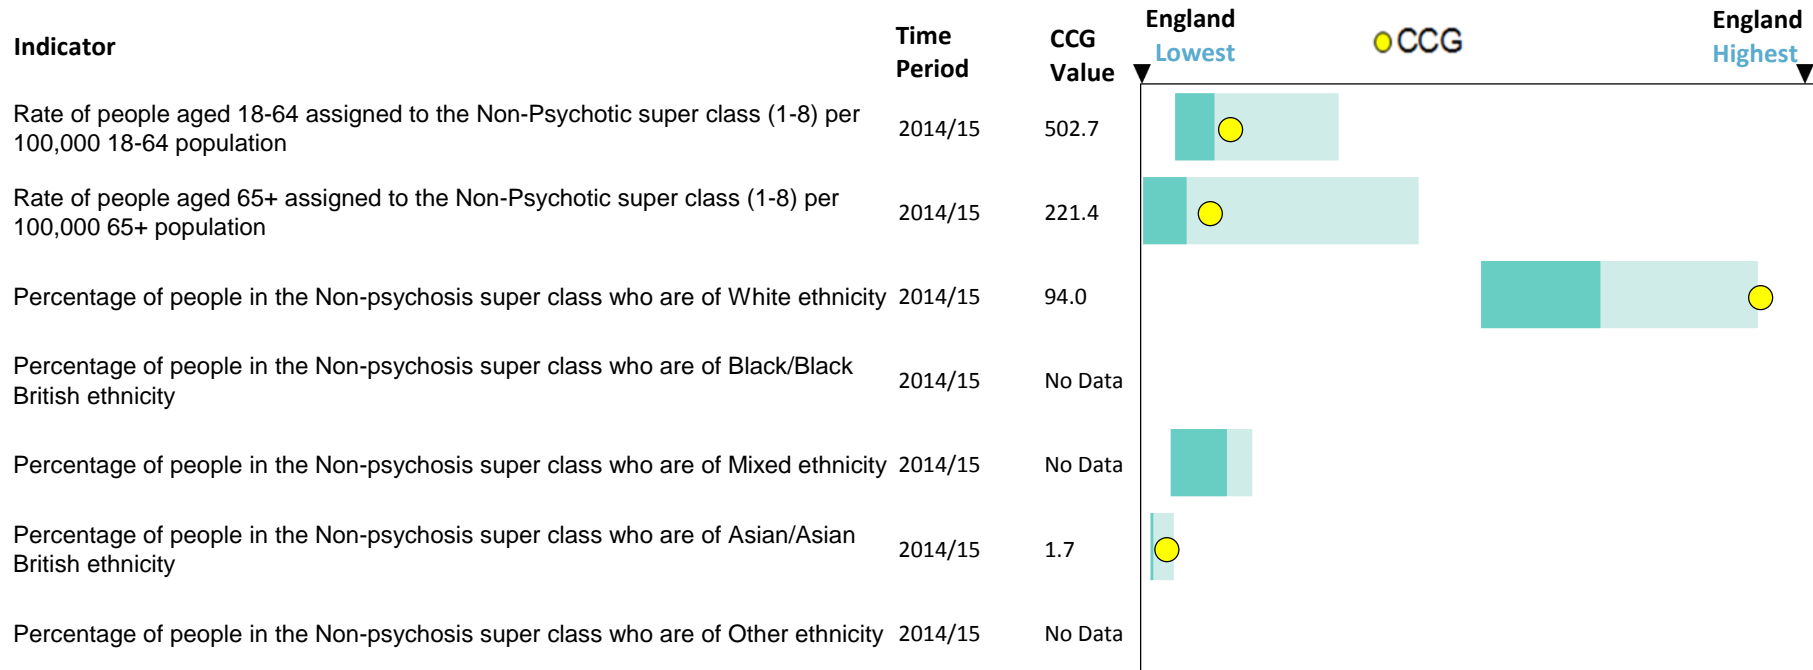 Indicator
Time
Period
CCG
Value
England
Lowest
CCG
England
Highest
Rate of people aged 18-64 assigned to the Non-Psychotic super class (1-8) per
100,000 18-64 population
2014/15
502.7
Rate of people aged 65+ assigned to the Non-Psychotic super class (1-8) per
100,000 65+ population
2014/15
221.4
Percentage of people in the Non-psychosis super class who are of White ethnicity
2014/15
94.0
Percentage of people in the Non-psychosis super class who are of Black/Black
British ethnicity
2014/15
No Data
Percentage of people in the Non-psychosis super class who are of Mixed ethnicity
2014/15
No Data
Percentage of people in the Non-psychosis super class who are of Asian/Asian
British ethnicity
2014/15
1.7
Percentage of people in the Non-psychosis super class who are of Other ethnicity
2014/15
No Data